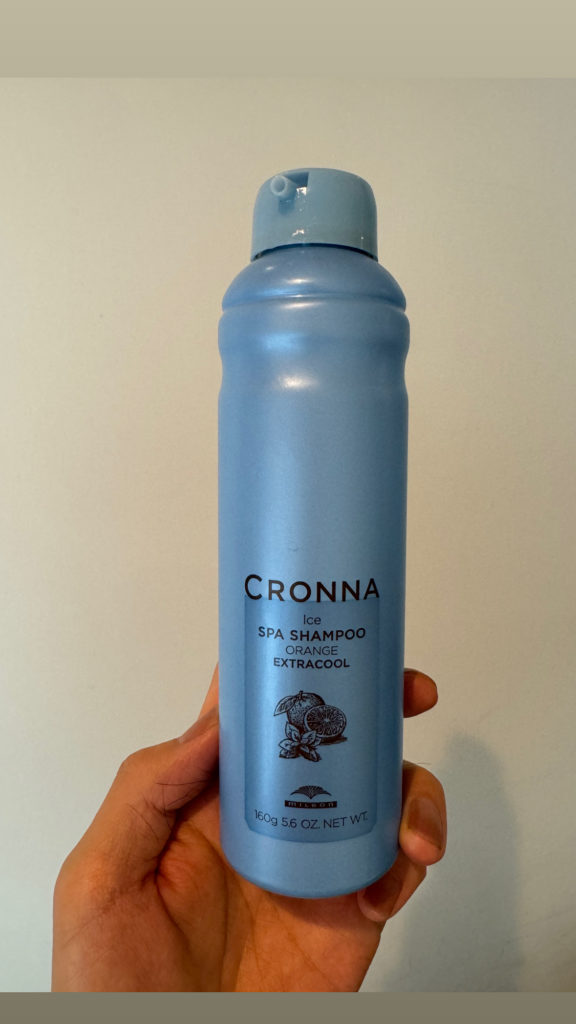 CRONNA
Ice
SPA SHAMPOO
ORANGE
EXTRACOOL
MILBON
160g 5.6 OZ. NET WT.